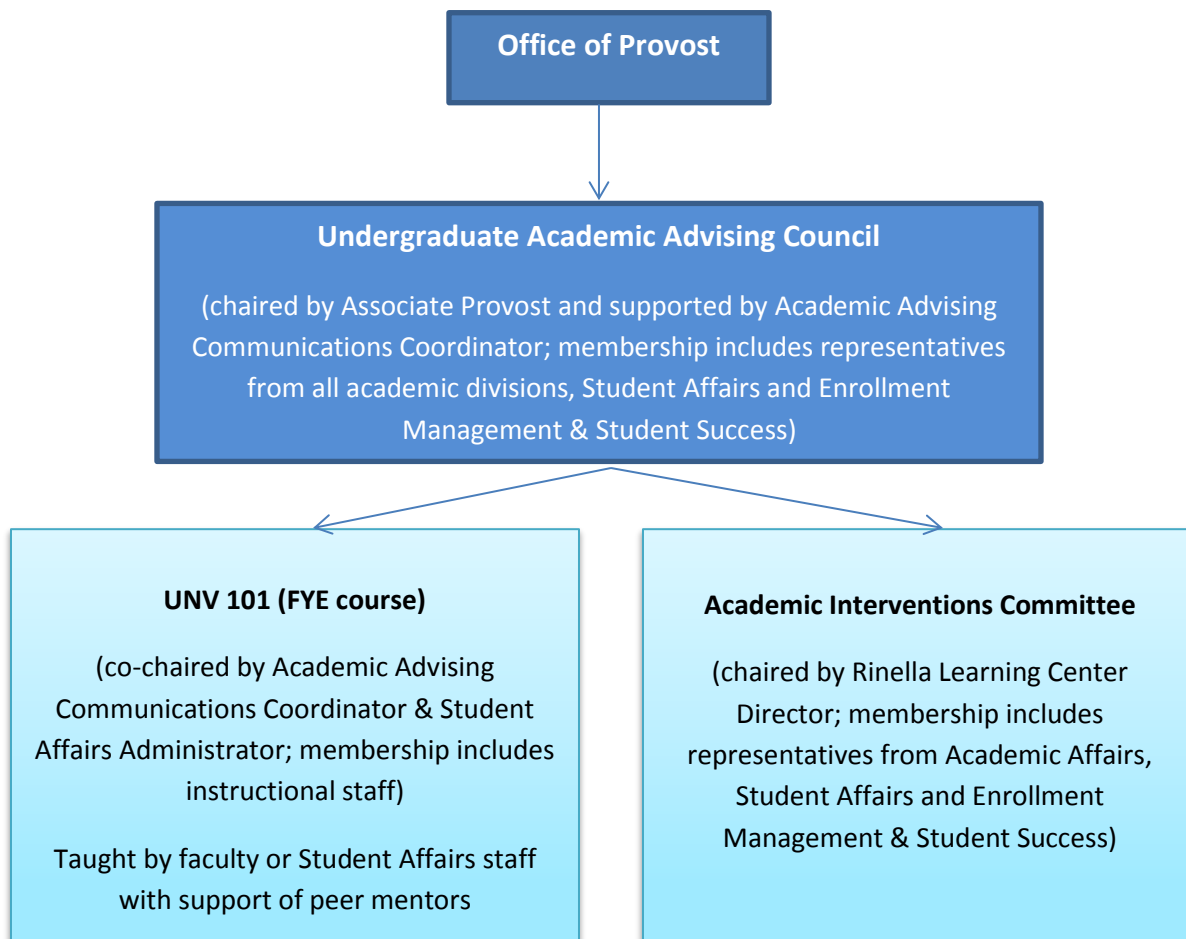 Office of Provost
Undergraduate Academic Advising Council
(chaired by Associate Provost and supported by Academic Advising
Communications Coordinator; membership includes representatives
from all academic divisions, Student Affairs and Enrollment
Management & Student Success)
UNV 101 (FYE course)
(co-chaired by Academic Advising
Communications Coordinator & Student
Affairs Administrator; membership includes
instructional staff)
Taught by faculty or Student Affairs staff
with support of peer mentors
Academic Interventions Committee
(chaired by Rinella Learning Center
Director; membership includes
representatives from Academic Affairs,
Student Affairs and Enrollment
Management & Student Success)